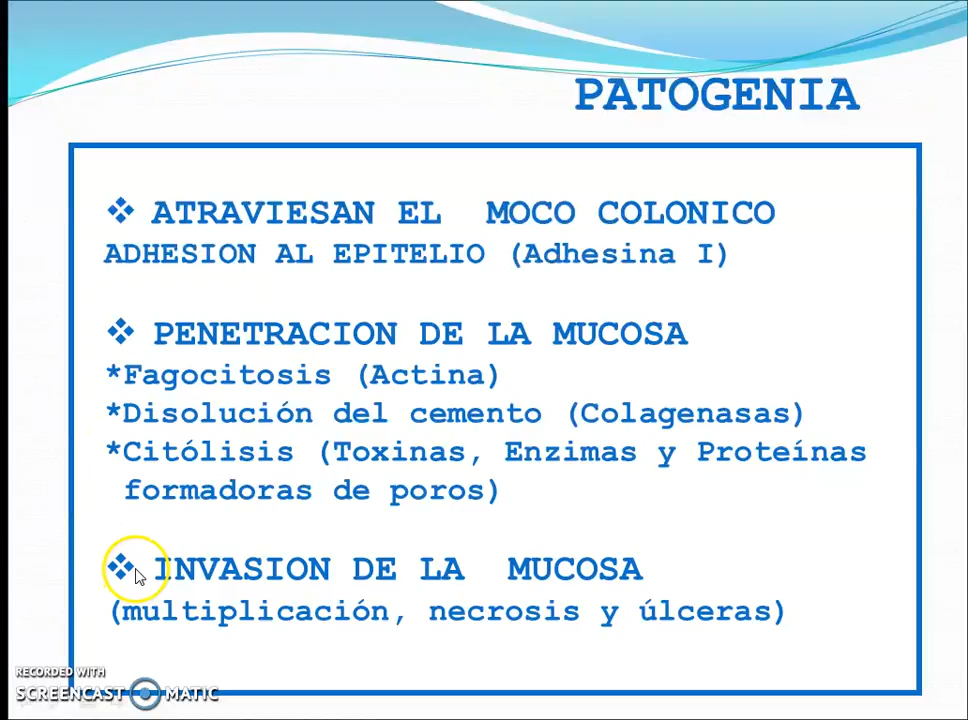 PATOGENIA
❖ ATRAVIESAN EL MOCO COLONICO
ADHESION AL EPITELIO (Adhesina I)
❖ PENETRACION DE LA MUCOSA
*Fagocitosis (Actina)
*Disolución del cemento (Colagenasas)
*Citólisis (Toxinas, Enzimas y Proteínas
formadoras de poros)
❖ INVASION DE LA MUCOSA
(multiplicación, necrosis y úlceras)
RECORDED WITH
SCREENCAST MATIC